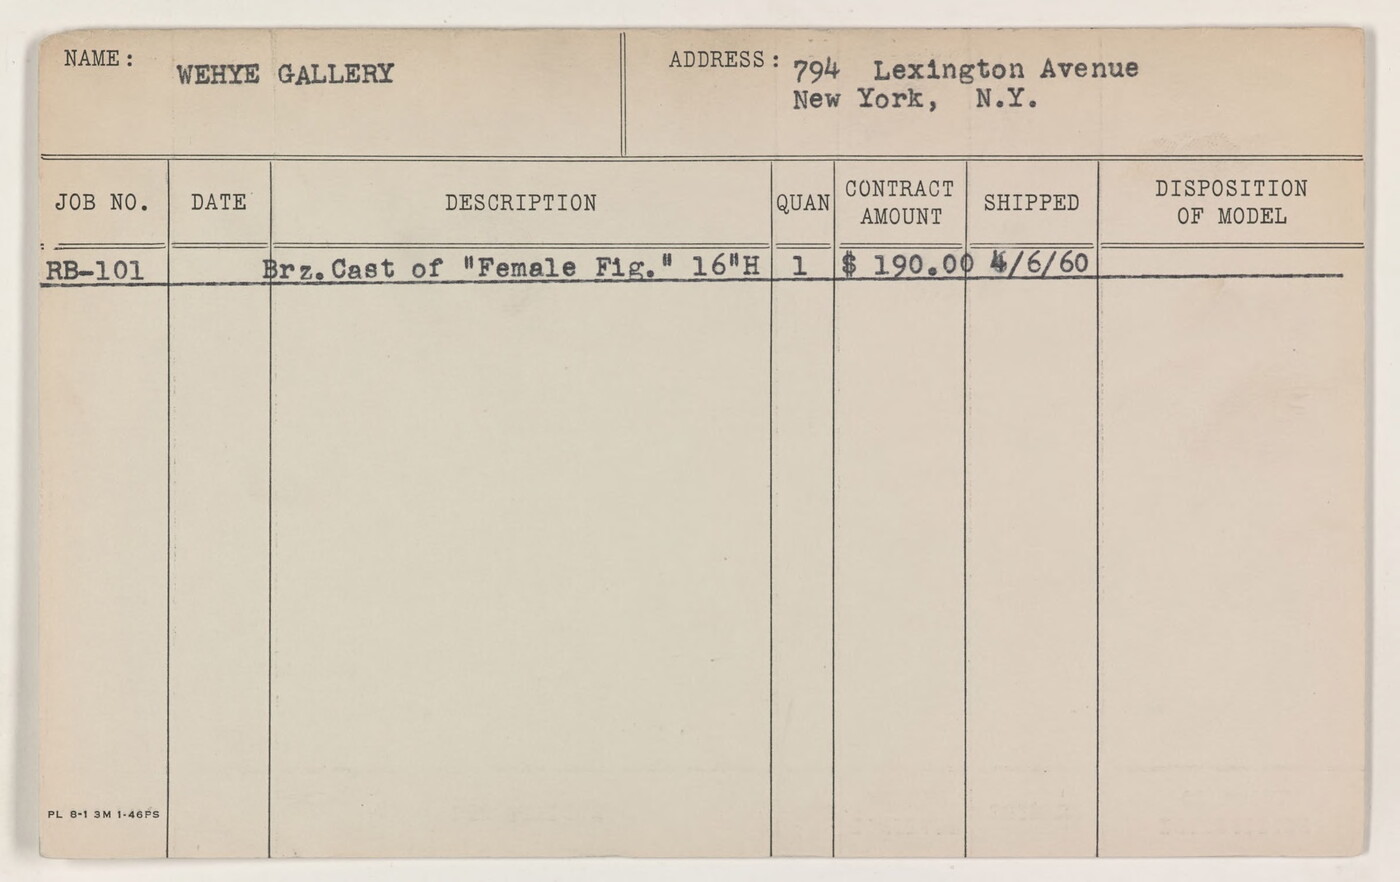 NAME: WEHYE GALLERY
ADDRESS: 794 Lexington Avenue
New York, N.Y.
JOB NO. DATE DESCRIPTION QUAN CONTRACT AMOUNT SHIPPED DISPOSITION OF MODEL
RB-101 Brz.Cast of "Female Fig." 16"H 1 $ 190.00 4/6/60
PL 8-1 3M 1-46PS